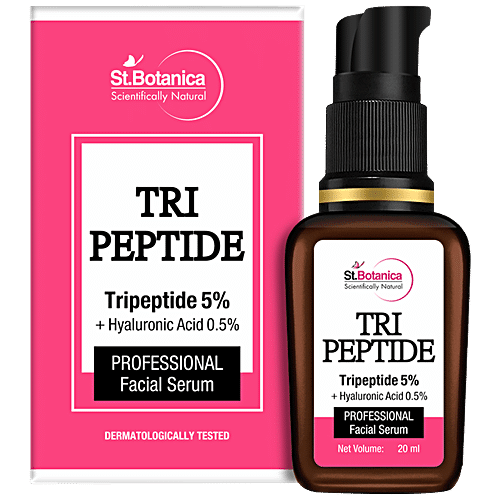 St.Botanica
Scientifically Natural
TRI
PEPTIDE
Tripeptide 5%
+ Hyaluronic Acid 0.5%
PROFESSIONAL
Facial Serum
DERMATOLOGICALLY TESTED
St.Botanica
Scientifically Natural
TRI
PEPTIDE
Tripeptide 5%
+ Hyaluronic Acid 0.5%
PROFESSIONAL
Facial Serum
Net Volume: 20 ml